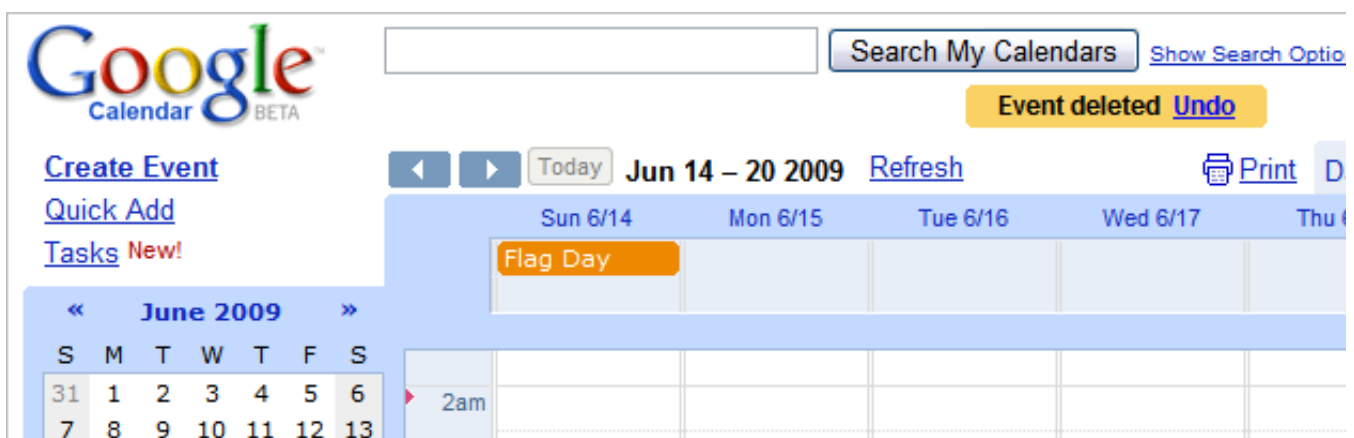 Google™
Calendar BETA
Search My Calendars Show Search Optio
Event deleted Undo
Create Event
Quick Add
Tasks New!
Today Jun 14 – 20 2009 Refresh Print D
Sun 6/14 Mon 6/15 Tue 6/16 Wed 6/17 Thu
Flag Day
« June 2009 »
S M T W T F S
31 1 2 3 4 5 6
7 8 9 10 11 12 13
2am